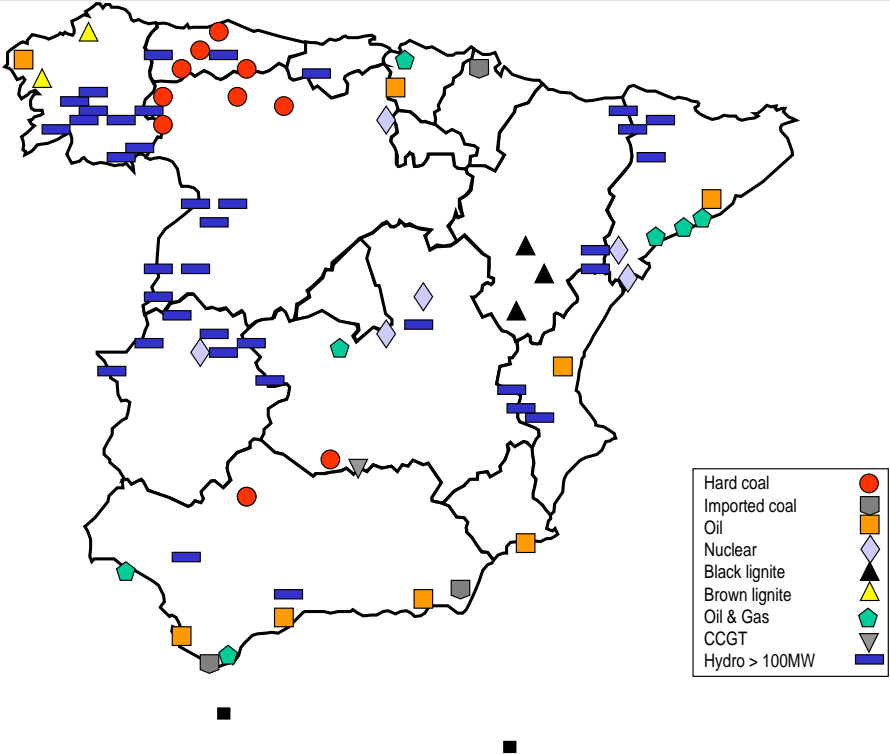 Hard coal
Imported coal
Oil
Nuclear
Black lignite
Brown lignite
Oil & Gas
CCGT
Hydro > 100MW